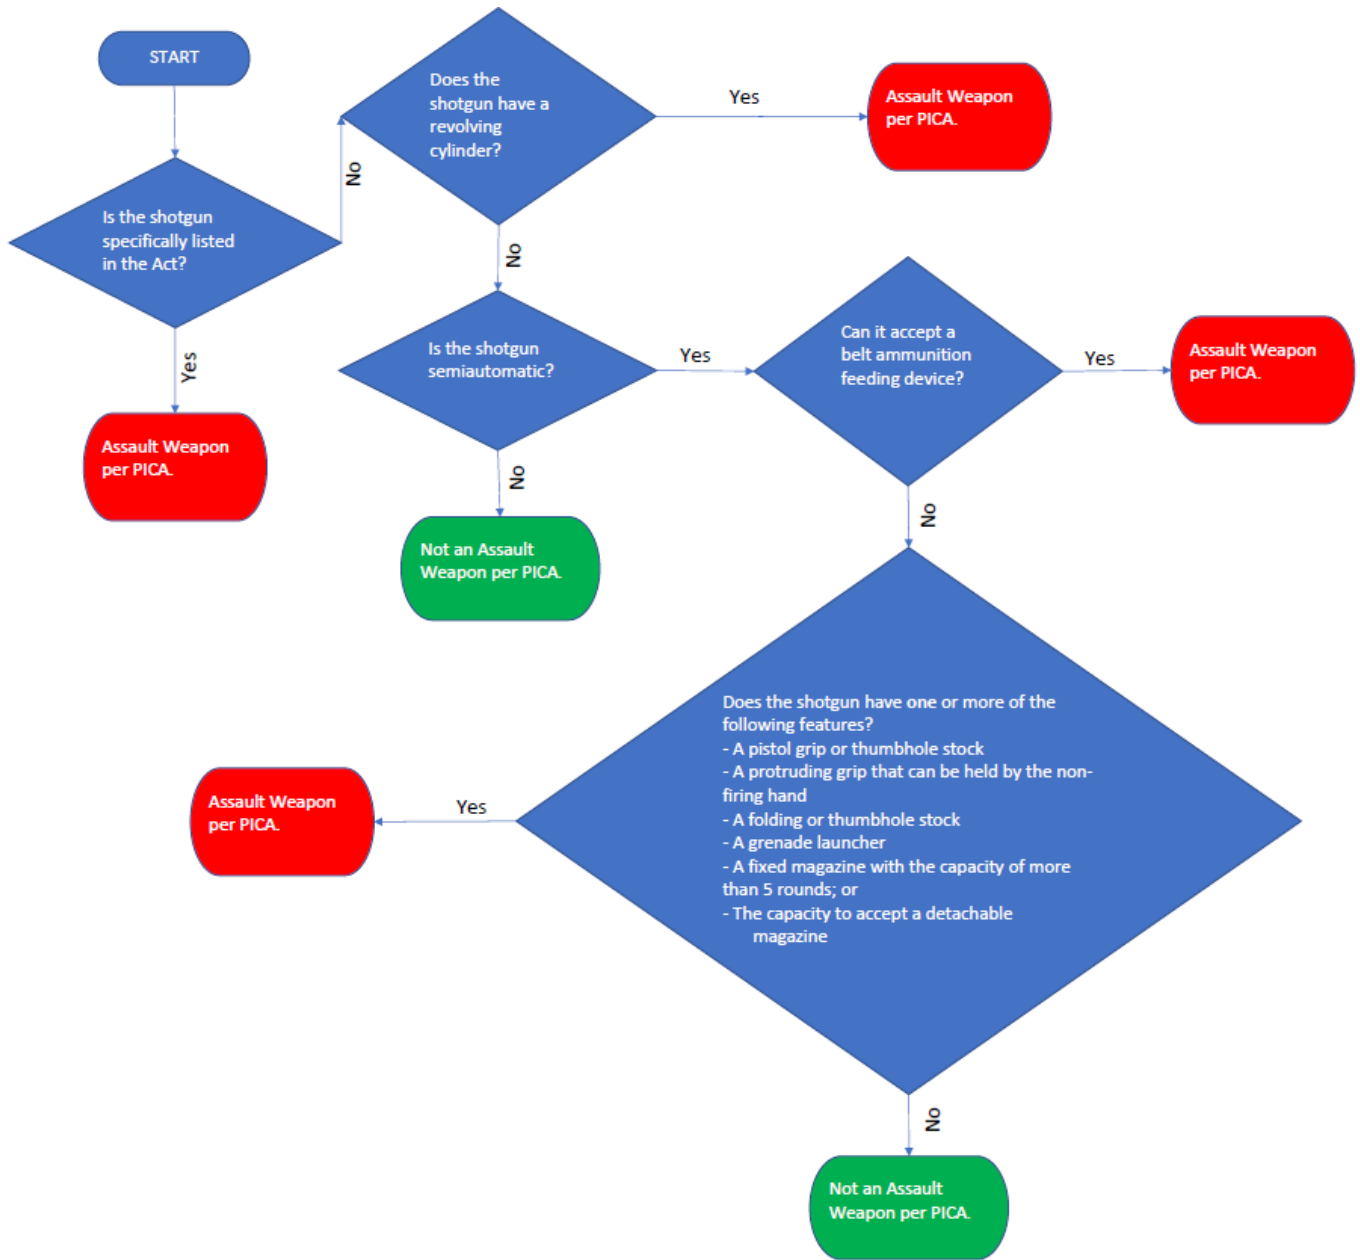 START
Is the shotgun
specifically listed
in the Act?
Yes
Assault Weapon
per PICA.
No
Does the
shotgun have a
revolving
cylinder?
Yes
Assault Weapon
per PICA.
No
Is the shotgun
semiautomatic?
No
Not an Assault
Weapon per PICA.
Yes
Can it accept a
belt ammunition
feeding device?
Yes
Assault Weapon
per PICA.
No
Does the shotgun have one or more of the
following features?
- A pistol grip or thumbhole stock
- A protruding grip that can be held by the non-
firing hand
- A folding or thumbhole stock
- A grenade launcher
- A fixed magazine with the capacity of more
than 5 rounds; or
- The capacity to accept a detachable
magazine
Yes
Assault Weapon
per PICA.
No
Not an Assault
Weapon per PICA.